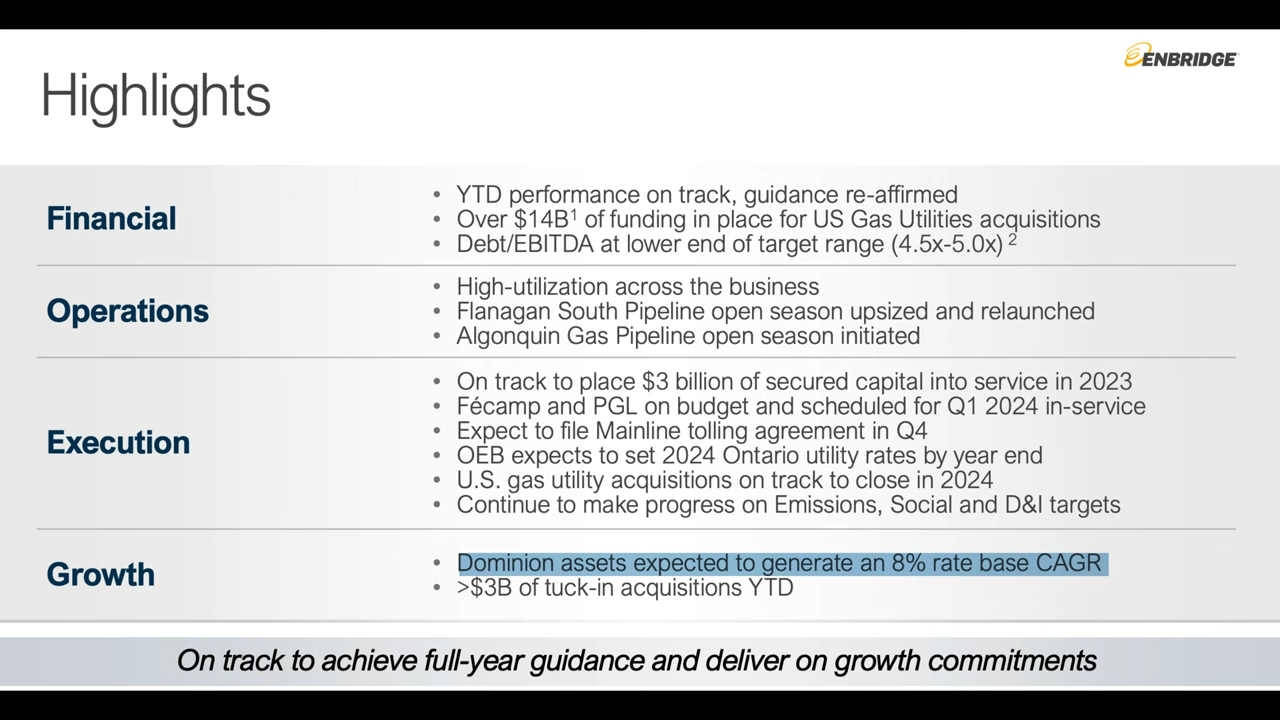 ENBRIDGE
Highlights
Financial
• YTD performance on track, guidance re-affirmed
• Over $14B¹ of funding in place for US Gas Utilities acquisitions
• Debt/EBITDA at lower end of target range (4.5x-5.0x) ²
Operations
• High-utilization across the business
• Flanagan South Pipeline open season upsized and relaunched
• Algonquin Gas Pipeline open season initiated
Execution
• On track to place $3 billion of secured capital into service in 2023
• Fécamp and PGL on budget and scheduled for Q1 2024 in-service
• Expect to file Mainline tolling agreement in Q4
• OEB expects to set 2024 Ontario utility rates by year end
• U.S. gas utility acquisitions on track to close in 2024
• Continue to make progress on Emissions, Social and D&I targets
Growth
• Dominion assets expected to generate an 8% rate base CAGR
• >$3B of tuck-in acquisitions YTD
On track to achieve full-year guidance and deliver on growth commitments